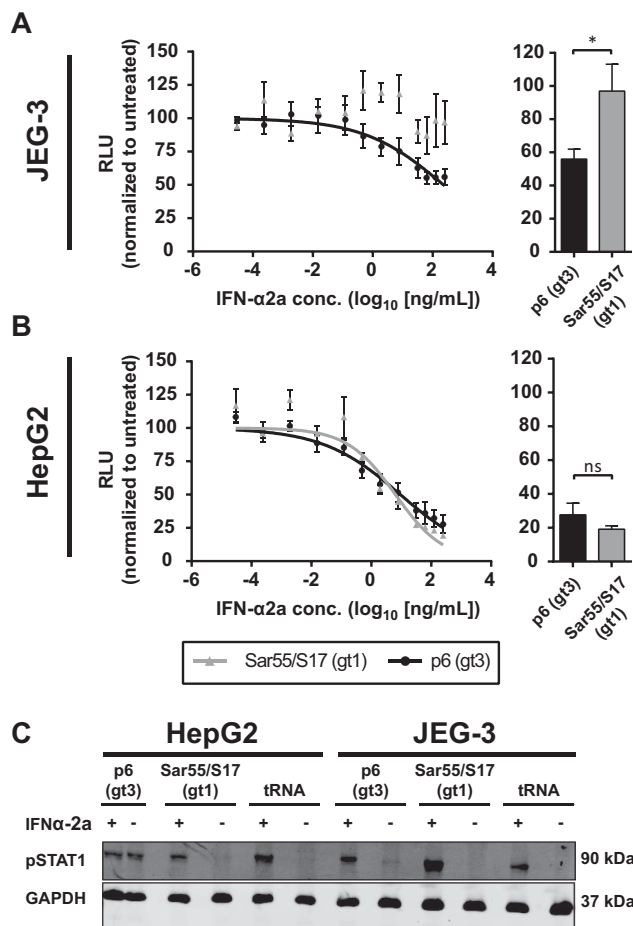 A
JEG-3
RLU
(normalized to untreated)
150
125
100
75
50
25
0
-6
-4
-2
0
2
4
IFN-α2a conc. (log10 [ng/mL])
120
100
80
60
40
20
0
*
p6 (gt3)
Sar55/S17
(gt1)
B
HepG2
RLU
(normalized to untreated)
150
125
100
75
50
25
0
-6
-4
-2
0
2
4
IFN-α2a conc. (log10 [ng/mL])
120
100
80
60
40
20
0
ns
p6 (gt3)
Sar55/S17
(gt1)
Sar55/S17 (gt1)
p6 (gt3)
C
HepG2
JEG-3
p6
(gt3)
Sar55/S17
(gt1)
tRNA
p6
(gt3)
Sar55/S17
(gt1)
tRNA
IFNα-2a + - + - + - + - + - + -
pSTAT1 90 kDa
GAPDH 37 kDa